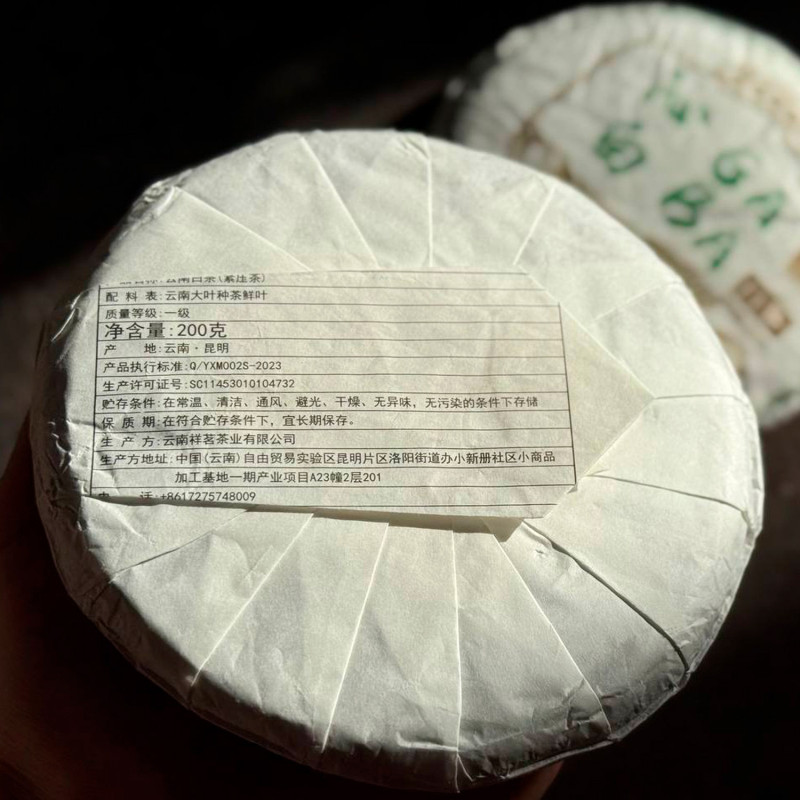 云南白茶(紧压茶)
配 料 表:云南大叶种茶鲜叶
质量等级:一级
净含量:200克
产 地:云南·昆明
产品执行标准:Q/YXM002S-2023
生产许可证号:SC11453010104732
贮存条件:在常温、清洁、通风、避光、干燥、无异味,无污染的条件下存储
保 质 期:在符合贮存条件下,宜长期保存。
生 产 方:云南祥茗茶业有限公司
生产方地址:中国(云南)自由贸易实验区昆明片区洛阳街道办小新册社区小商品
加工基地一期产业项目A23幢2层201
电 话:+8617275748009
GA
BA